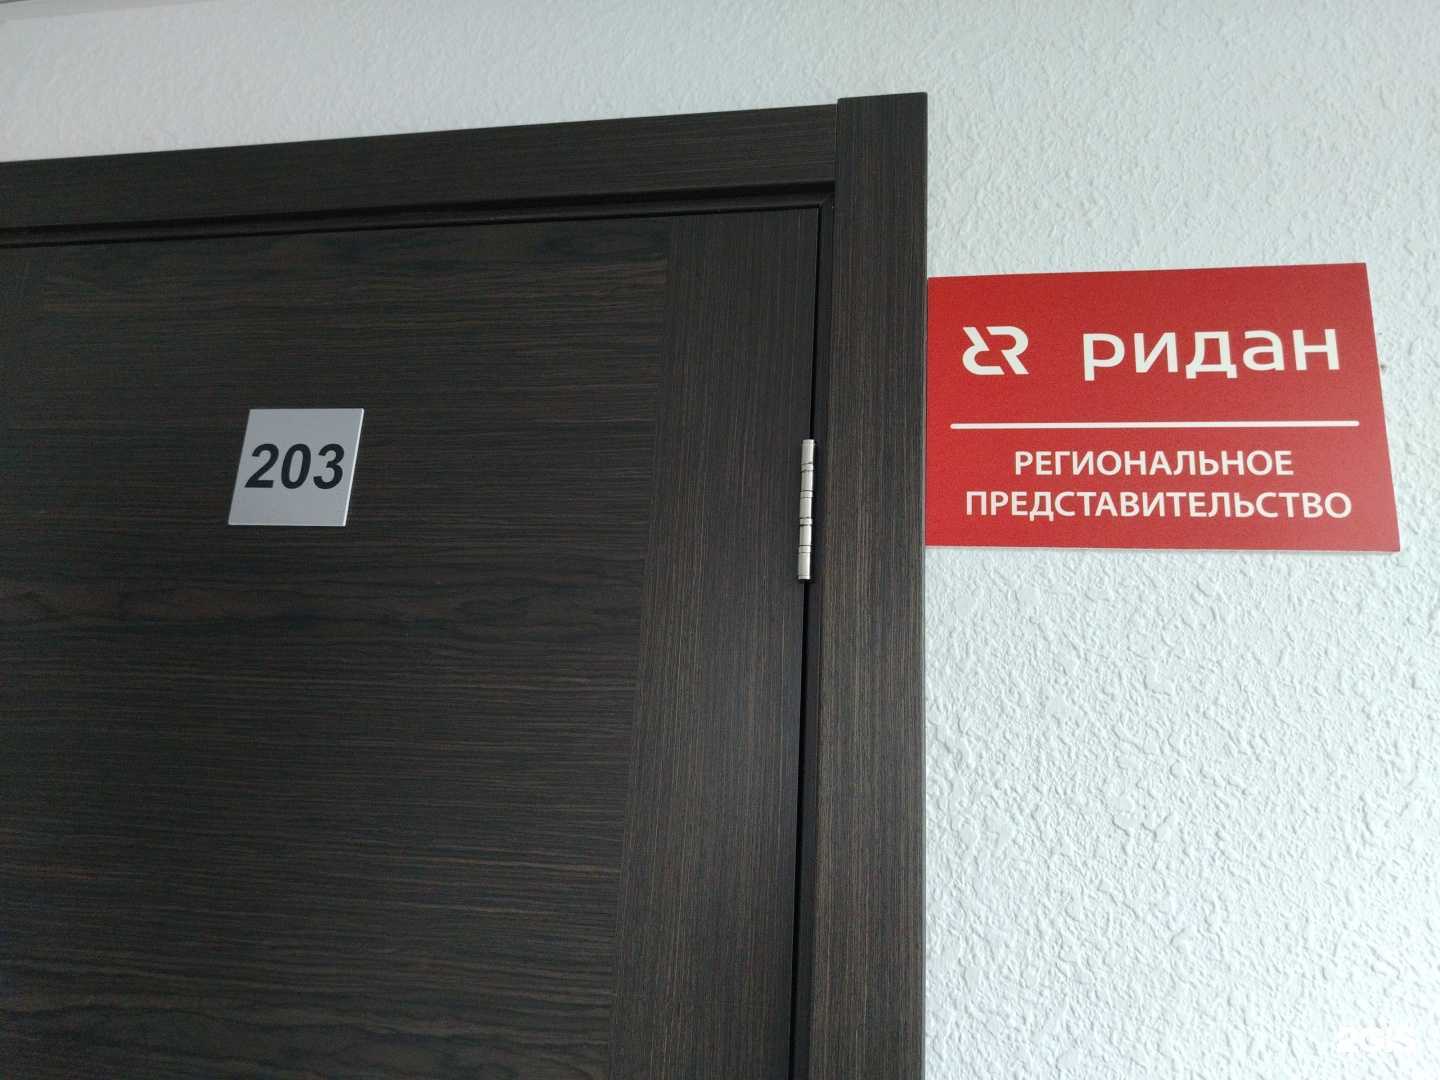 203
ридан
РЕГИОНАЛЬНОЕ
ПРЕДСТАВИТЕЛЬСТВО